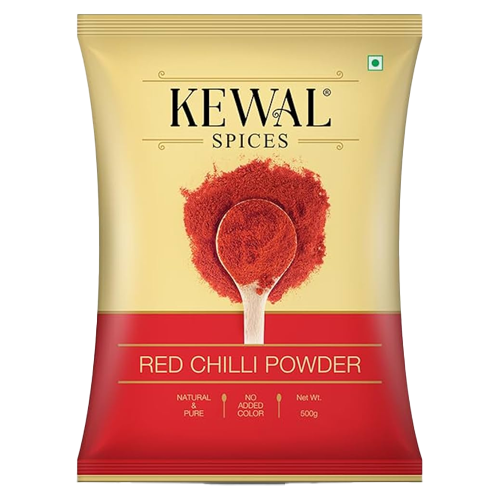 KEWAL®
SPICES
RED CHILLI POWDER
NATURAL & PURE
NO ADDED COLOR
Net Wt. 500g